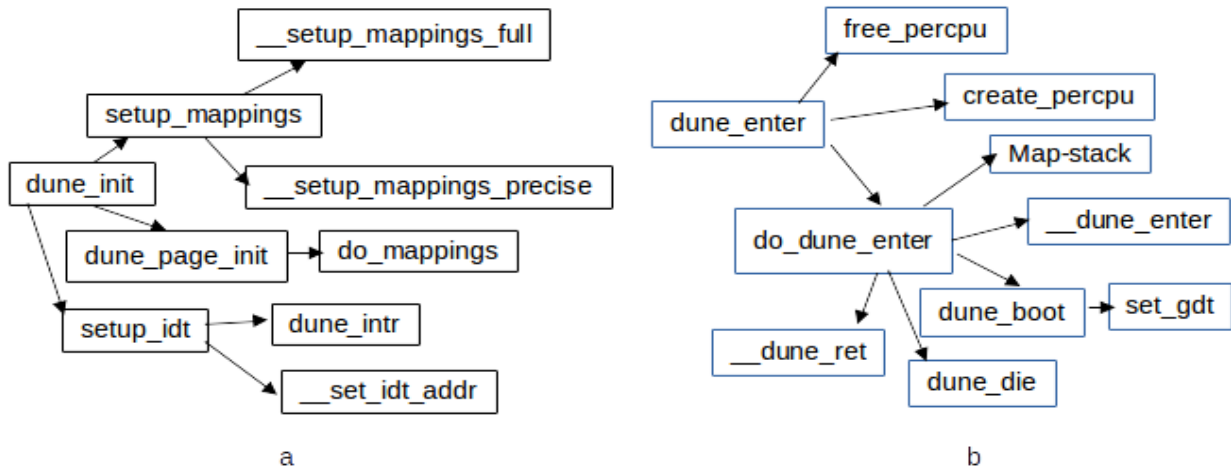 __setup_mappings_full
setup_mappings
dune_init
__setup_mappings_precise
dune_page_init
do_mappings
setup_idt
dune_intr
__set_idt_addr
a
free_percpu
create_percpu
dune_enter
Map-stack
__dune_enter
do_dune_enter
dune_boot
set_gdt
__dune_ret
dune_die
b